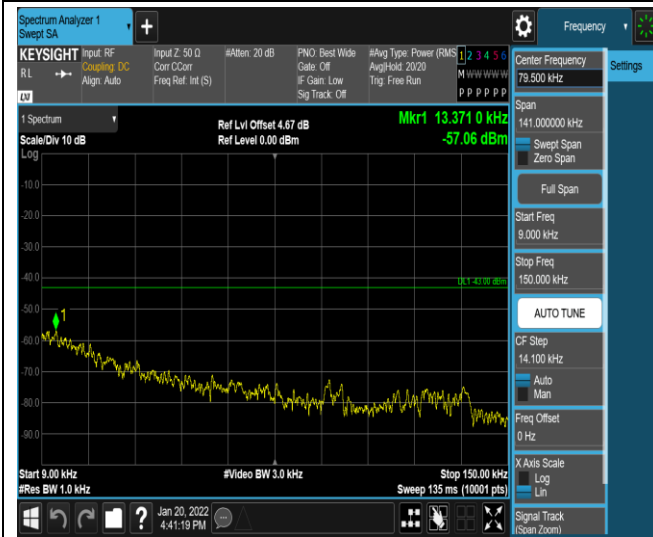 Spectrum Analyzer 1
Swept SA
+
Frequency
KEYSIGHT
RL
LXI
Input: RF
Coupling: DC
Align: Auto
Input Z: 50 Ω
Corr CCorr
Freq Ref: Int (S)
#Atten: 20 dB
PNO: Best Wide
Gate: Off
IF Gain: Low
Sig Track: Off
#Avg Type: Power (RMS
Avg|Hold: 20/20
Trig: Free Run
1 2 3 4 5 6
M W W W W W
P P P P P P
1 Spectrum
Scale/Div 10 dB
Log
Ref Lvl Offset 4.67 dB
Ref Level 0.00 dBm
Mkr1 13.371 0 kHz
-57.06 dBm
-10.0
-20.0
-30.0
-40.0
-50.0
-60.0
-70.0
-80.0
-90.0
DL1 -43.00 dBm
1
Start 9.00 kHz
#Res BW 1.0 kHz
#Video BW 3.0 kHz
Stop 150.00 kHz
Sweep 135 ms (10001 pts)
?
Jan 20, 2022
4:41:19 PM
Center Frequency
79.500 kHz
Settings
Span
141.000000 kHz
Swept Span
Zero Span
Full Span
Start Freq
9.000 kHz
Stop Freq
150.000 kHz
AUTO TUNE
CF Step
14.100 kHz
Auto
Man
Freq Offset
0 Hz
X Axis Scale
Log
Lin
Signal Track
(Span Zoom)